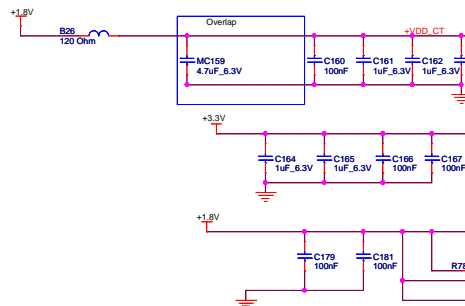 +1.8V
B26
120 Ohm
Overlap
MC159
4.7uF_6.3V
C160
100nF
C161
1uF_6.3V
+VDD_CT
C162
1uF_6.3V
+3.3V
C164
1uF_6.3V
C165
1uF_6.3V
C166
100nF
C167
100nF
+1.8V
C179
100nF
C181
100nF